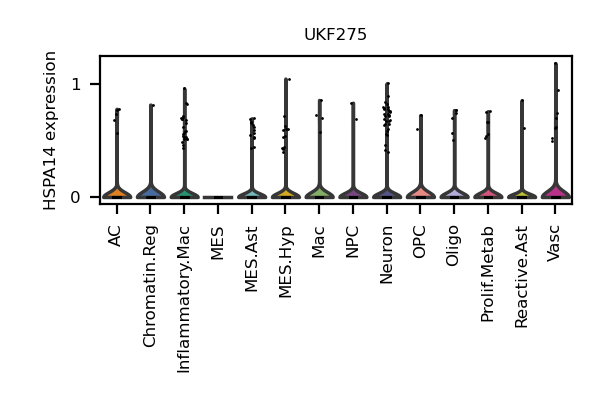 UKF275
HSPA14 expression
1
0
AC
Chromatin.Reg
Inflammatory.Mac
MES
MES.Ast
MES.Hyp
Mac
NPC
Neuron
OPC
Oligo
Prolif.Metab
Reactive.Ast
Vasc